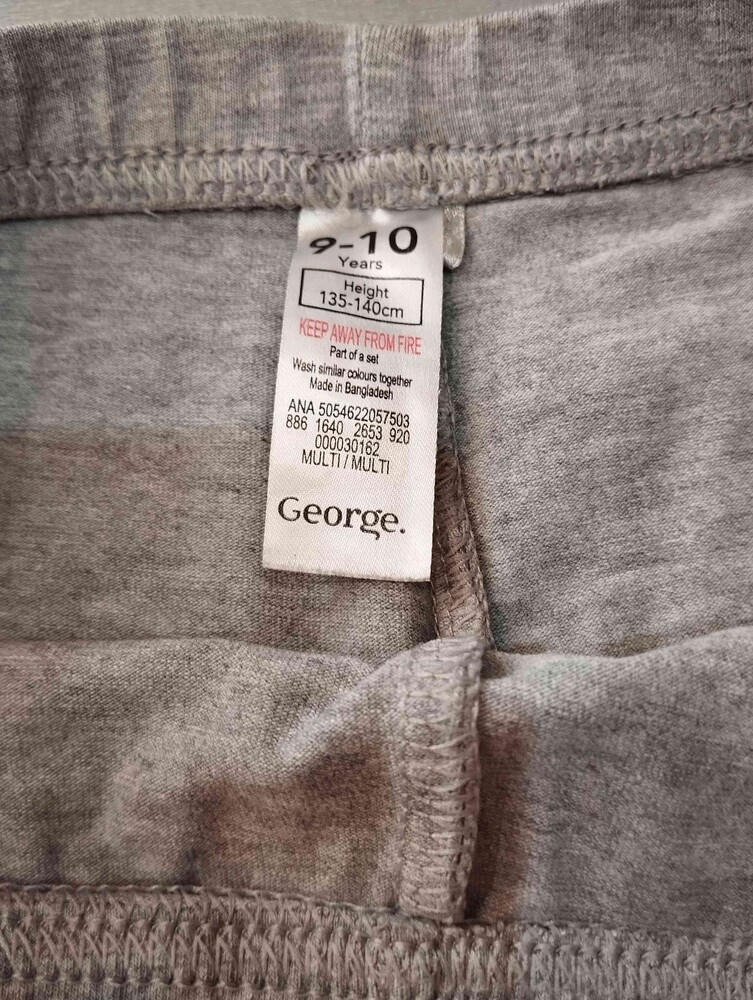 9-10
Years
Height
135-140cm
KEEP AWAY FROM FIRE
Part of a set
Wash similar colours together
Made in Bangladesh
ANA 5054622057503
886 1640 2653 920
000030162
MULTI / MULTI
George.